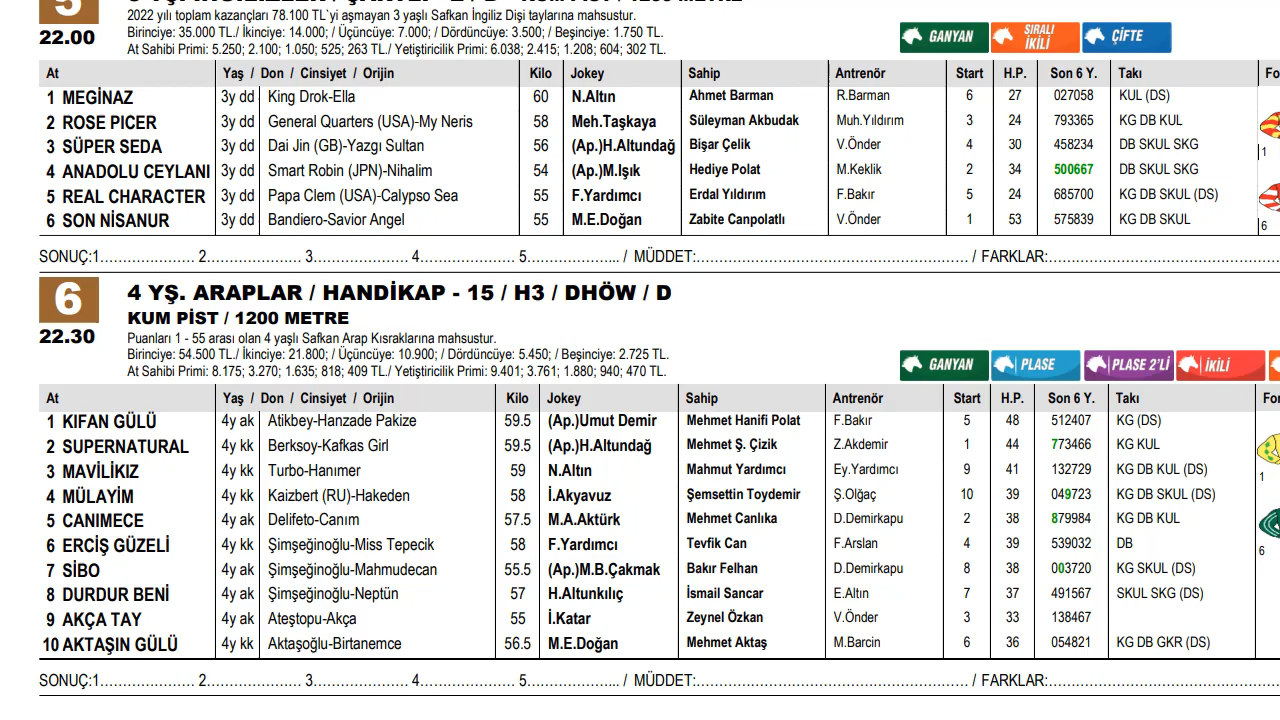 5
22.00
2022 yılı toplam kazançları 78.100 TL`yi aşmayan 3 yaşlı Safkan İngiliz Dişi taylarına mahsustur.
Birinciye: 35.000 TL./ İkinciye: 14.000; / Üçüncüye: 7.000; / Dördüncüye: 3.500; / Beşinciye: 1.750 TL.
At Sahibi Primi: 5.250; 2.100; 1.050; 525; 263 TL./ Yetiştiricilik Primi: 6.038; 2.415; 1.208; 604; 302 TL.
GANYAN SIRALI İKİLİ ÇİFTE
At Yaş / Don / Cinsiyet / Orijin Kilo Jokey Sahip Antrenör Start H.P. Son 6 Y. Takı
1 MEGİNAZ 3y dd King Drok-Ella 60 N.Altın Ahmet Barman R.Barman 6 27 027058 KUL (DS)
2 ROSE PICER 3y dd General Quarters (USA)-My Neris 58 Meh.Taşkaya Süleyman Akbudak Muh.Yıldırım 3 24 793365 KG DB KUL
3 SÜPER SEDA 3y dd Dai Jin (GB)-Yazgı Sultan 56 (Ap.)H.Altundağ Bişar Çelik V.Önder 4 30 458234 DB SKUL SKG
1
4 ANADOLU CEYLANI 3y dd Smart Robin (JPN)-Nihalim 54 (Ap.)M.Işık Hediye Polat M.Keklik 2 34 500667 DB SKUL SKG
5 REAL CHARACTER 3y dd Papa Clem (USA)-Calypso Sea 55 F.Yardımcı Erdal Yıldırım F.Bakır 5 24 685700 KG DB SKUL (DS)
6 SON NİSANUR 3y dd Bandiero-Savior Angel 55 M.E.Doğan Zabite Canpolatlı V.Önder 1 53 575839 KG DB SKUL
6
SONUÇ:1………………… 2………………… 3………………… 4………………… 5………………... / MÜDDET:……………………………………………… / FARKLAR:………………………………………
6
22.30
4 YŞ. ARAPLAR / HANDİKAP - 15 / H3 / DHÖW / D
KUM PİST / 1200 METRE
Puanları 1 - 55 arası olan 4 yaşlı Safkan Arap Kısraklarına mahsustur.
Birinciye: 54.500 TL./ İkinciye: 21.800; / Üçüncüye: 10.900; / Dördüncüye: 5.450; / Beşinciye: 2.725 TL.
At Sahibi Primi: 8.175; 3.270; 1.635; 818; 409 TL./ Yetiştiricilik Primi: 9.401; 3.761; 1.880; 940; 470 TL.
GANYAN PLASE PLASE 2'Lİ İKİLİ
At Yaş / Don / Cinsiyet / Orijin Kilo Jokey Sahip Antrenör Start H.P. Son 6 Y. Takı
1 KIFAN GÜLÜ 4y ak Atikbey-Hanzade Pakize 59.5 (Ap.)Umut Demir Mehmet Hanifi Polat F.Bakır 5 48 512407 KG (DS)
2 SUPERNATURAL 4y kk Berksoy-Kafkas Girl 59.5 (Ap.)H.Altundağ Mehmet Ş. Çizik Z.Akdemir 1 44 773466 KG KUL
3 MAVİLİKIZ 4y kk Turbo-Hanımer 59 N.Altın Mahmut Yardımcı Ey.Yardımcı 9 41 132729 KG DB KUL (DS)
1
4 MÜLAYİM 4y kk Kaizbert (RU)-Hakeden 58 İ.Akyavuz Şemsettin Toydemir Ş.Olğaç 10 39 049723 KG DB SKUL (DS)
5 CANIMECE 4y ak Delifeto-Canım 57.5 M.A.Aktürk Mehmet Canlıka D.Demirkapu 2 38 879984 KG DB KUL
6 ERCİŞ GÜZELİ 4y kk Şimşeğinoğlu-Miss Tepecik 58 F.Yardımcı Tevfik Can F.Arslan 4 39 539032 DB
6
7 SİBO 4y ak Şimşeğinoğlu-Mahmudecan 55.5 (Ap.)M.B.Çakmak Bakır Felhan D.Demirkapu 8 38 003720 KG SKUL (DS)
8 DURDUR BENİ 4y ak Şimşeğinoğlu-Neptün 57 H.Altunkılıç İsmail Sancar E.Altın 7 37 491567 SKUL SKG (DS)
9 AKÇA TAY 4y ak Ateştopu-Akça 55 İ.Katar Zeynel Özkan V.Önder 3 33 138467
10 AKTAŞIN GÜLÜ 4y kk Aktaşoğlu-Birtanemce 56.5 M.E.Doğan Mehmet Aktaş M.Barcin 6 36 054821 KG DB GKR (DS)
SONUÇ:1………………… 2………………… 3………………… 4………………… 5………………... / MÜDDET:……………………………………………… / FARKLAR:………………………………………